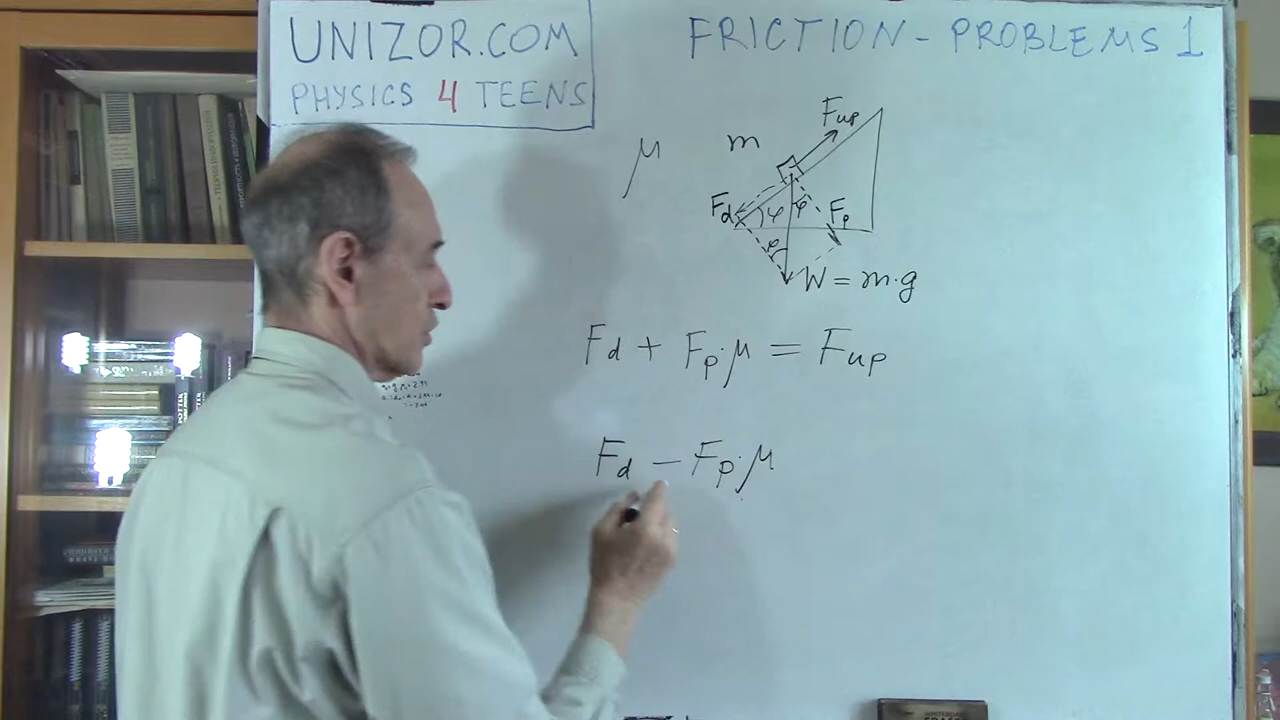 UNIZOR.COM
PHYSICS 4 TEENS
FRICTION - PROBLEMS 1
μ
m
Fup
Fd
φ
φ
Fp
φ
W = m·g
Fd + Fp·μ = Fup
Fd - Fp·μ